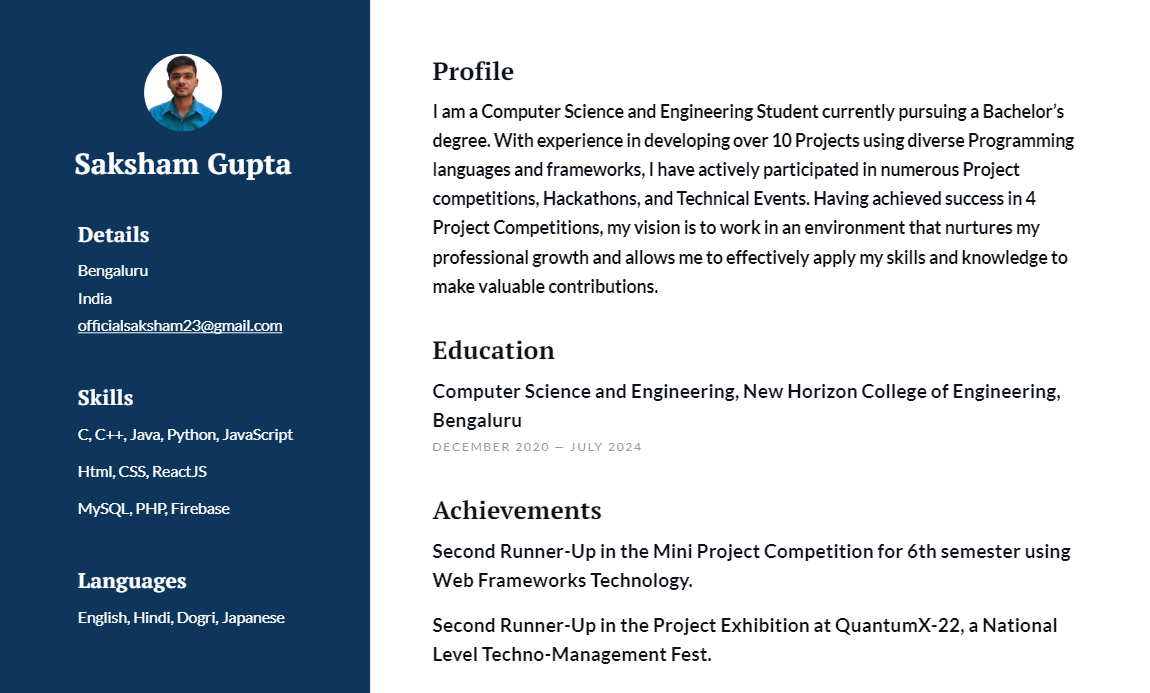 Saksham Gupta
Details
Bengaluru
India
officialsaksham23@gmail.com
Skills
C, C++, Java, Python, JavaScript
Html, CSS, ReactJS
MySQL, PHP, Firebase
Languages
English, Hindi, Dogri, Japanese
Profile
I am a Computer Science and Engineering Student currently pursuing a Bachelor’s
degree. With experience in developing over 10 Projects using diverse Programming
languages and frameworks, I have actively participated in numerous Project
competitions, Hackathons, and Technical Events. Having achieved success in 4
Project Competitions, my vision is to work in an environment that nurtures my
professional growth and allows me to effectively apply my skills and knowledge to
make valuable contributions.
Education
Computer Science and Engineering, New Horizon College of Engineering,
Bengaluru
DECEMBER 2020 — JULY 2024
Achievements
Second Runner-Up in the Mini Project Competition for 6th semester using
Web Frameworks Technology.
Second Runner-Up in the Project Exhibition at QuantumX-22, a National
Level Techno-Management Fest.